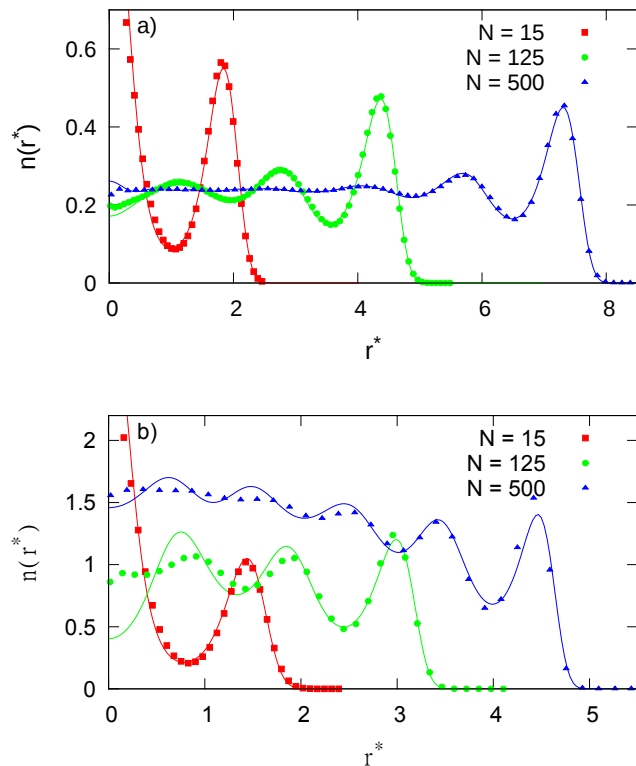 a)
N = 15
N = 125
N = 500
n(r*)
0.6
0.4
0.2
0
0 2 4 6 8
r*
b)
N = 15
N = 125
N = 500
n(r*)
2
1.5
1
0.5
0
0 1 2 3 4 5
r*